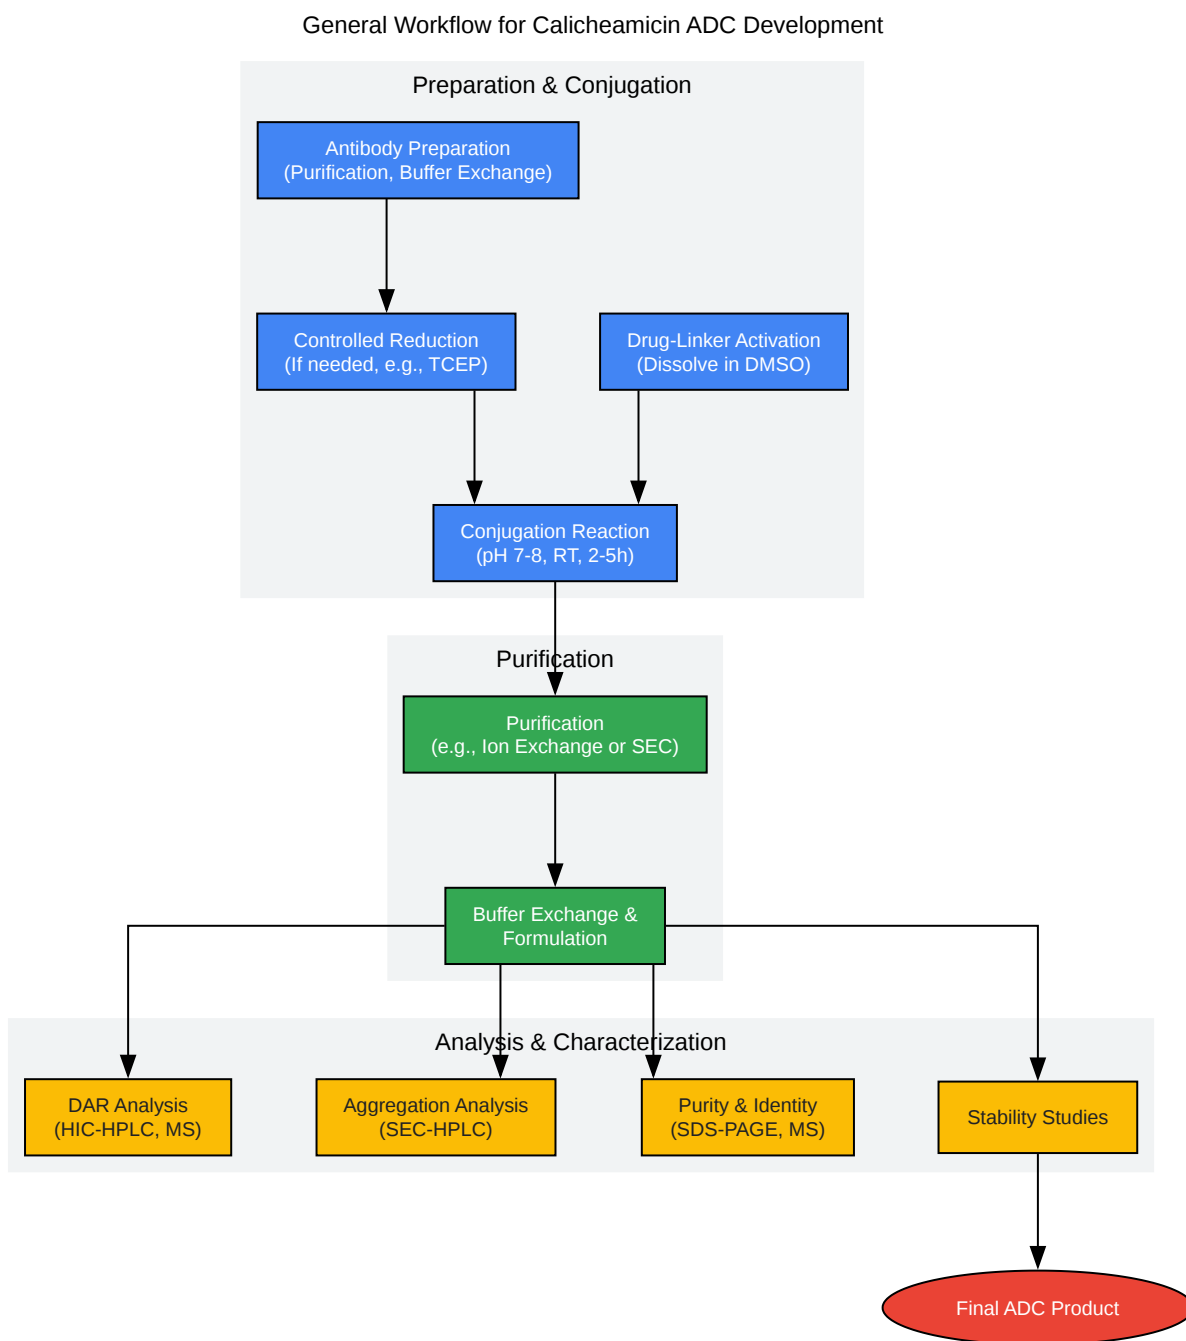 General Workflow for Calicheamicin ADC Development
Preparation & Conjugation
Antibody Preparation
(Purification, Buffer Exchange)
Controlled Reduction
(If needed, e.g., TCEP)
Drug-Linker Activation
(Dissolve in DMSO)
Conjugation Reaction
(pH 7-8, RT, 2-5h)
Purification
Purification
(e.g., Ion Exchange or SEC)
Buffer Exchange &
Formulation
Analysis & Characterization
DAR Analysis
(HIC-HPLC, MS)
Aggregation Analysis
(SEC-HPLC)
Purity & Identity
(SDS-PAGE, MS)
Stability Studies
Final ADC Product